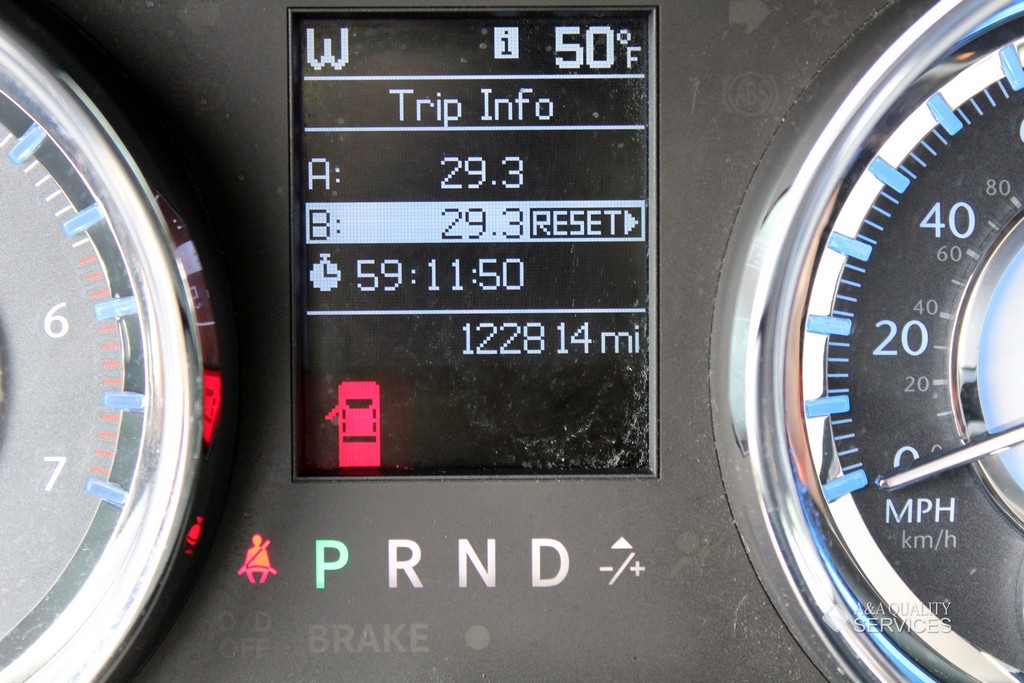 W i 50°F
Trip Info
A: 29.3
B: 29.3 RESET
59:11:50
122814 mi
6
7
P R N D -/+
OFF
BRAKE
80
40
60
40
20
20
0
MPH
km/h
A&A QUALITY
SERVICES